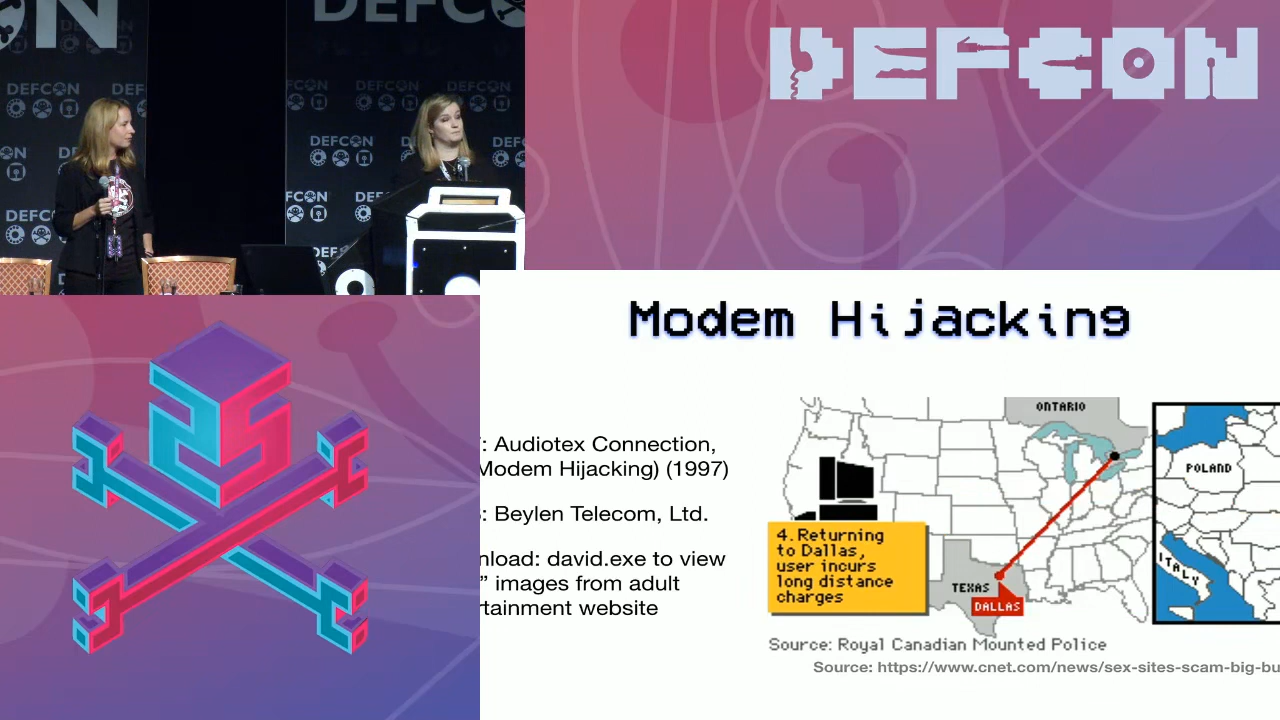 DEFCON
DEFCON
DEFCON
DEFCON
Modem Hijacking
: Audiotex Connection,
Modem Hijacking) (1997)
: Beylen Telecom, Ltd.
nload: david.exe to view
” images from adult
rtainment website
ONTARIO
POLAND
ITALY
4. Returning
to Dallas,
user incurs
long distance
charges
TEXAS
DALLAS
Source: Royal Canadian Mounted Police
Source: https://www.cnet.com/news/sex-sites-scam-big-bu